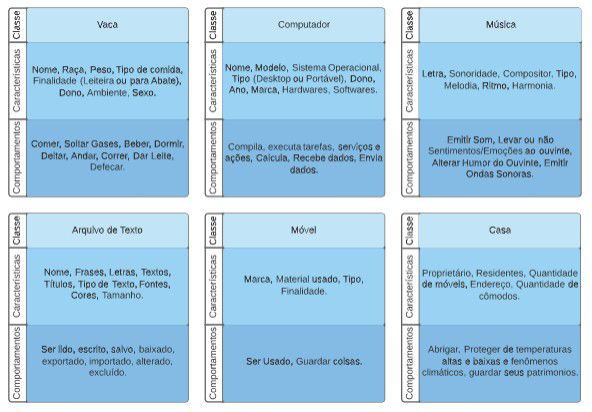 Classe
Vaca
Características
Nome, Raça, Peso, Tipo de comida,
Finalidade (Leiteira ou para Abate),
Dono, Ambiente, Sexo.
Comportamentos
Comer, Soltar Gases, Beber, Dormir,
Deitar, Andar, Correr, Dar Leite,
Defecar.
Classe
Computador
Características
Nome, Modelo, Sistema Operacional,
Tipo (Desktop ou Portável), Dono,
Ano, Marca, Hardwares, Softwares.
Comportamentos
Compila, executa tarefas, serviços e
ações, Calcula, Recebe dados, Envia
dados.
Classe
Música
Características
Letra, Sonoridade, Compositor, Tipo,
Melodia, Ritmo, Harmonia.
Comportamentos
Emitir Som, Levar ou não
Sentimentos/Emoções ao ouvinte,
Alterar Humor do Ouvinte, Emitir
Ondas Sonoras.
Classe
Arquivo de Texto
Características
Nome, Frases, Letras, Textos,
Títulos, Tipo de Texto, Fontes,
Cores, Tamanho.
Comportamentos
Ser lido, escrito, salvo, baixado,
exportado, importado, alterado,
excluído.
Classe
Móvel
Características
Marca, Material usado, Tipo,
Finalidade.
Comportamentos
Ser Usado, Guardar coisas.
Classe
Casa
Características
Proprietário, Residentes, Quantidade
de móveis, Endereço, Quantidade de
cômodos.
Comportamentos
Abrigar, Proteger de temperaturas
altas e baixas e fenômenos
climáticos, guardar seus patrimonios.